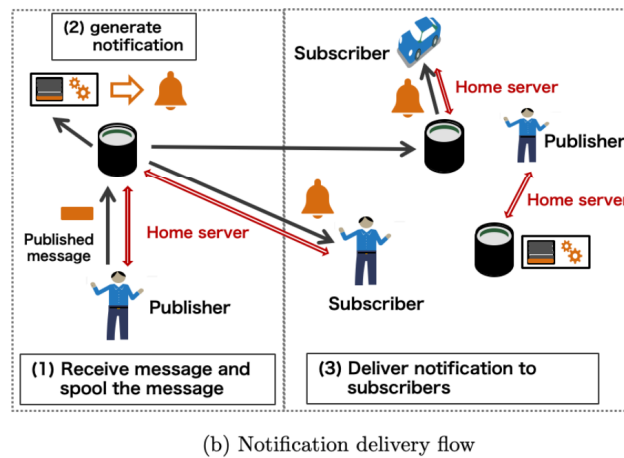 (2) generate
notification
Subscriber
Home server
Publisher
Home server
Published
message
Home server
Publisher
Subscriber
(1) Receive message and
spool the message
(3) Deliver notification to
subscribers
(b) Notification delivery flow